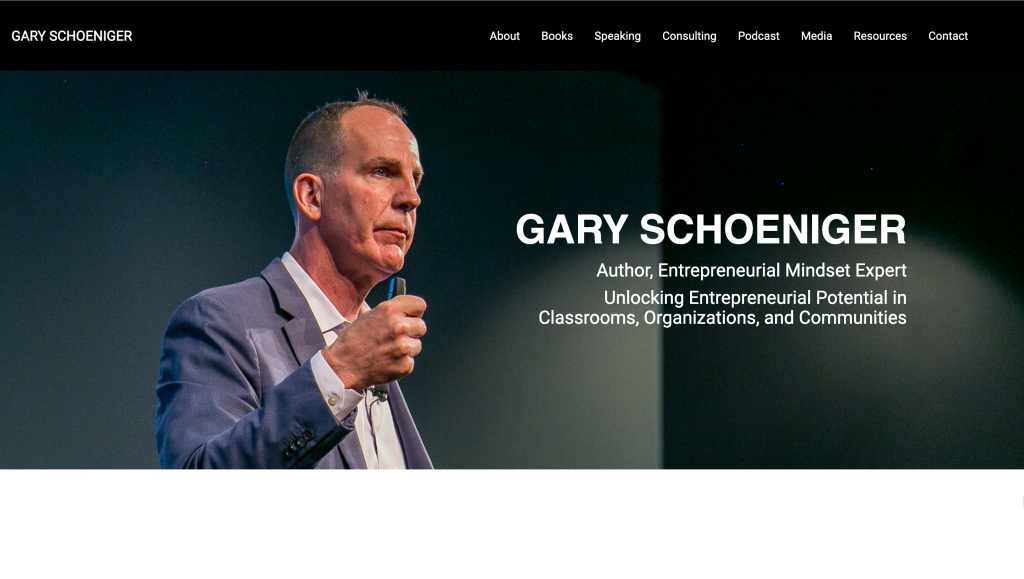 GARY SCHOENIGER
About Books Speaking Consulting Podcast Media Resources Contact
GARY SCHOENIGER
Author, Entrepreneurial Mindset Expert
Unlocking Entrepreneurial Potential in
Classrooms, Organizations, and Communities